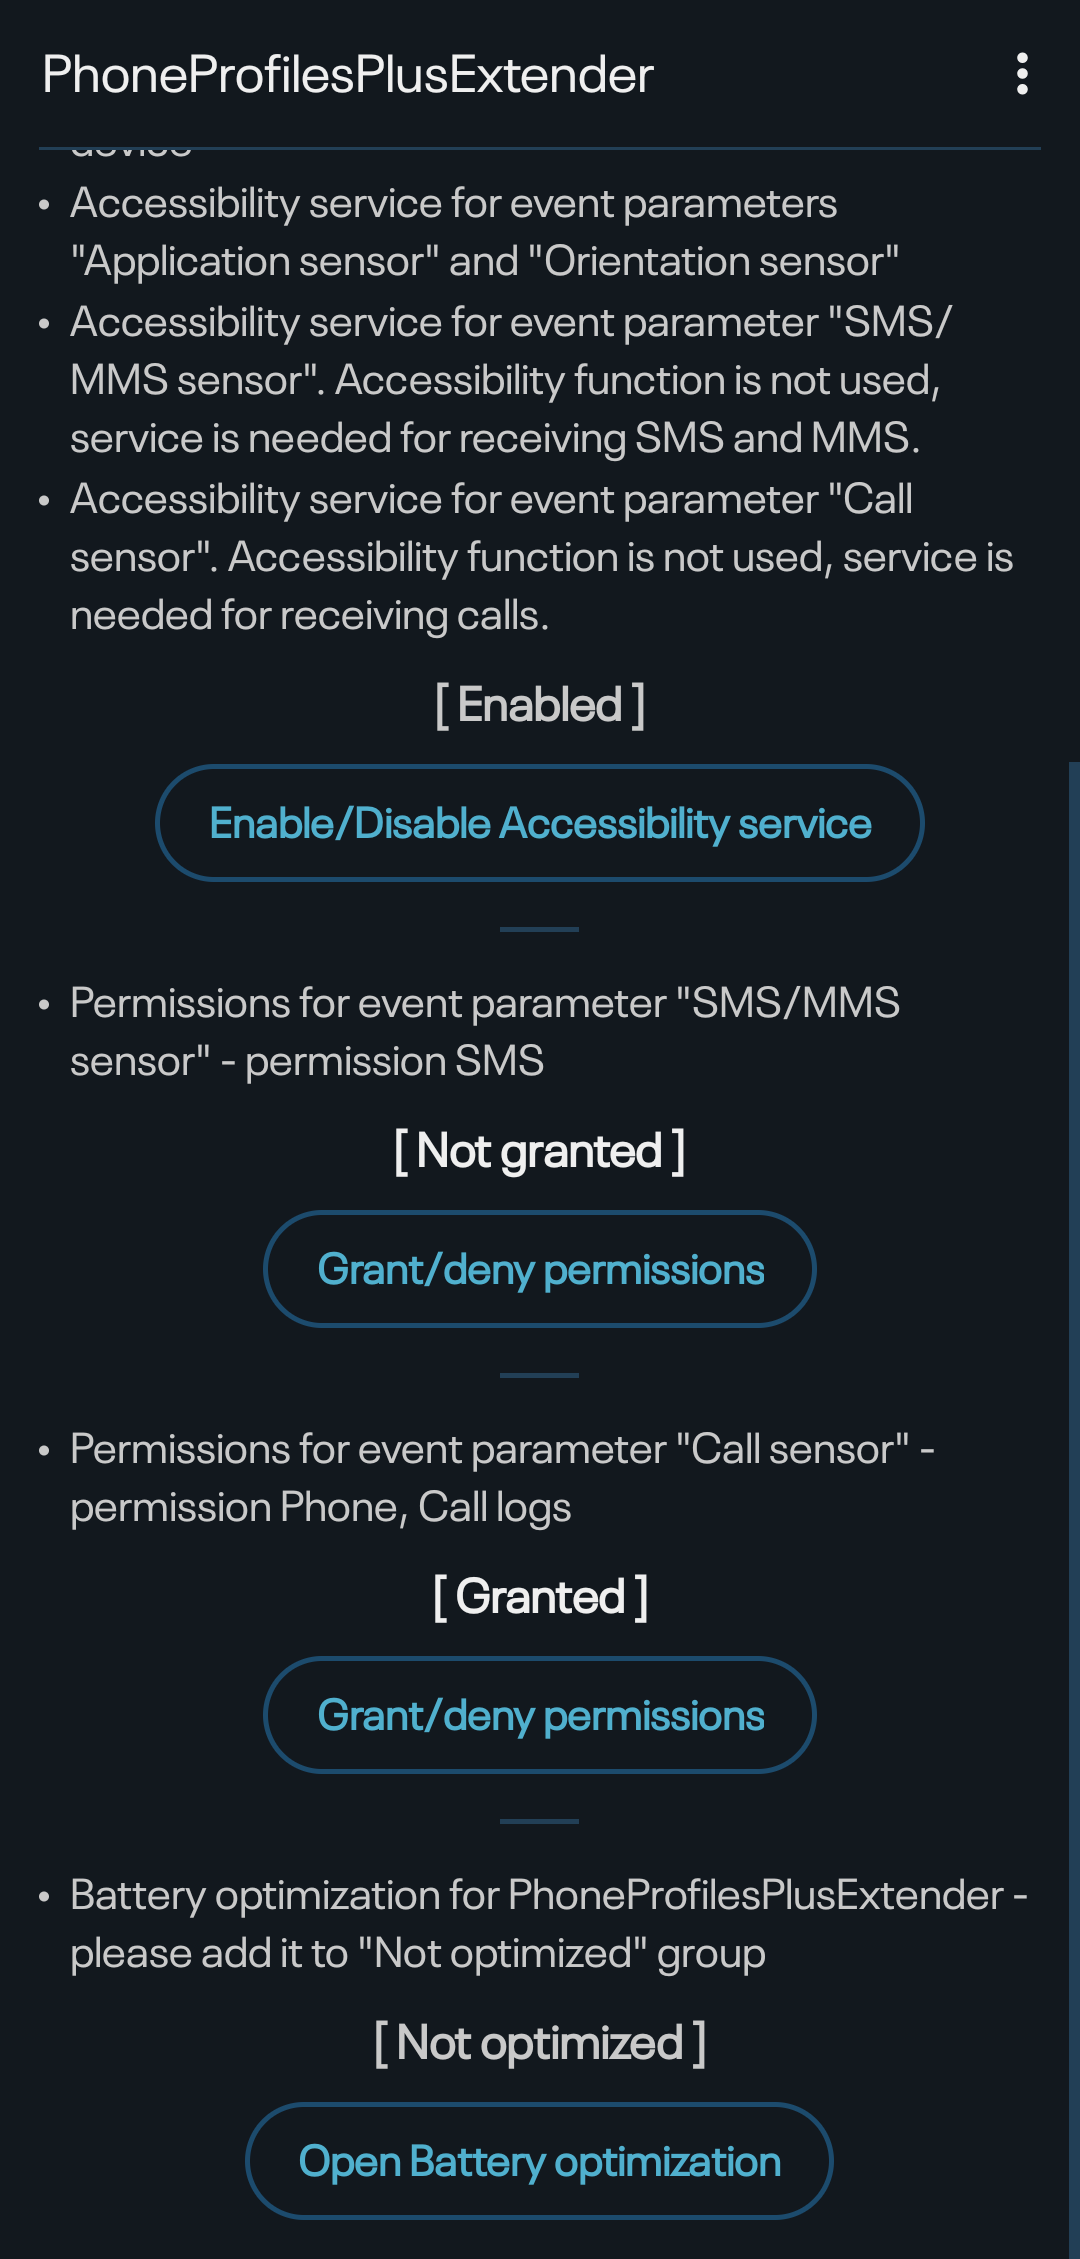 PhoneProfilesPlusExtender
device
• Accessibility service for event parameters
"Application sensor" and "Orientation sensor"
• Accessibility service for event parameter "SMS/
MMS sensor". Accessibility function is not used,
service is needed for receiving SMS and MMS.
• Accessibility service for event parameter "Call
sensor". Accessibility function is not used, service is
needed for receiving calls.
[ Enabled ]
Enable/Disable Accessibility service
• Permissions for event parameter "SMS/MMS
sensor" - permission SMS
[ Not granted ]
Grant/deny permissions
• Permissions for event parameter "Call sensor" -
permission Phone, Call logs
[ Granted ]
Grant/deny permissions
• Battery optimization for PhoneProfilesPlusExtender -
please add it to "Not optimized" group
[ Not optimized ]
Open Battery optimization